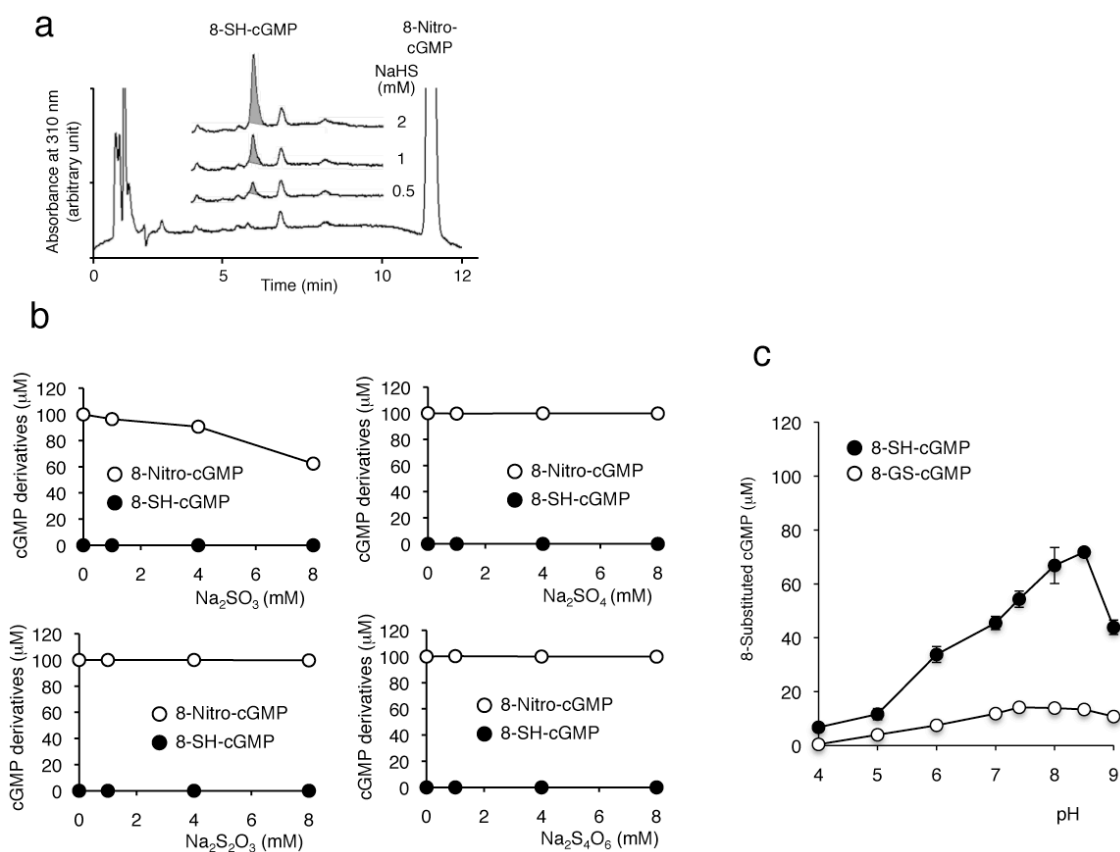 a
8-SH-cGMP
8-Nitro-
cGMP
NaHS
(mM)
2
1
0.5
Absorbance at 310 nm
(arbitrary unit)
0 5 10 12
Time (min)
b
120
100
80
60
40
20
0
cGMP derivatives (μM)
8-Nitro-cGMP
8-SH-cGMP
0 2 4 6 8
Na₂SO₃ (mM)
120
100
80
60
40
20
0
cGMP derivatives (μM)
8-Nitro-cGMP
8-SH-cGMP
0 2 4 6 8
Na₂SO₄ (mM)
120
100
80
60
40
20
0
cGMP derivatives (μM)
8-Nitro-cGMP
8-SH-cGMP
0 2 4 6 8
Na₂S₂O₃ (mM)
120
100
80
60
40
20
0
cGMP derivatives (μM)
8-Nitro-cGMP
8-SH-cGMP
0 2 4 6 8
Na₂S₄O₆ (mM)
c
120
100
80
60
40
20
0
8-Substituted cGMP (μM)
8-SH-cGMP
8-GS-cGMP
4 5 6 7 8 9
pH